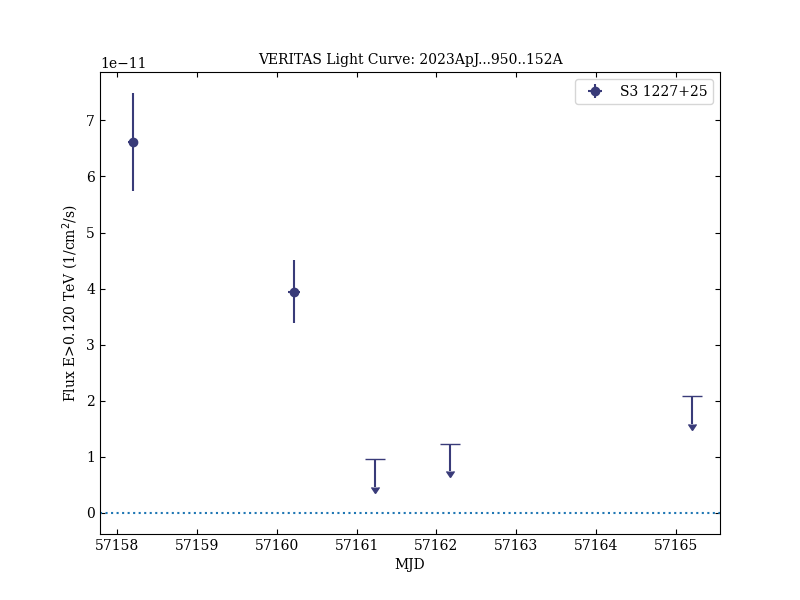 VERITAS Light Curve: 2023ApJ...950..152A
1e−11
S3 1227+25
7
6
5
4
3
2
1
0
Flux E>0.120 TeV (1/cm²/s)
57158 57159 57160 57161 57162 57163 57164 57165
MJD